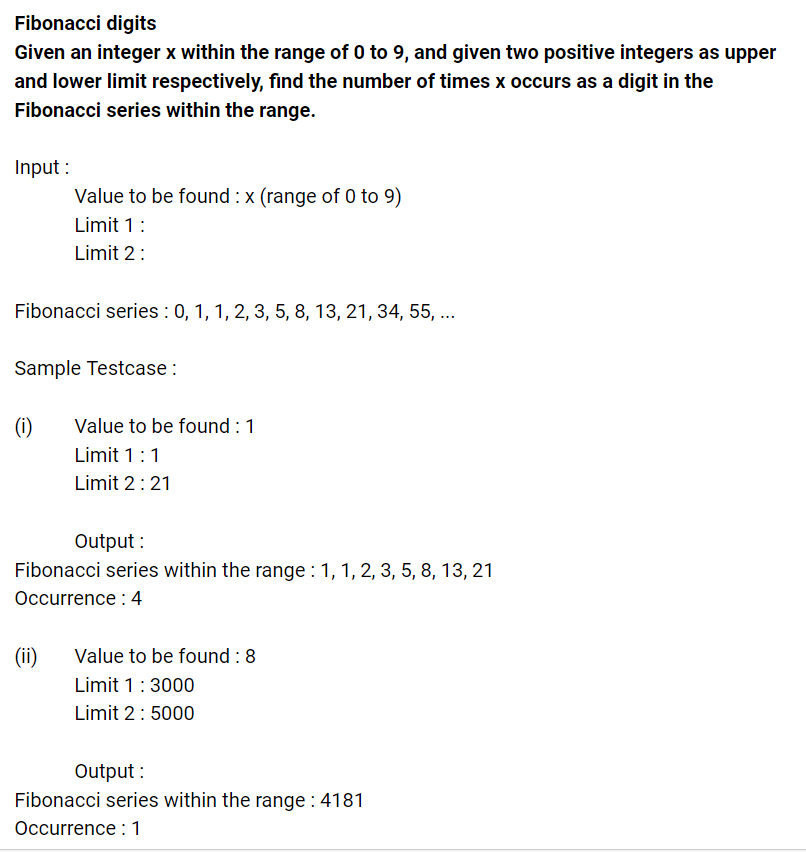 Fibonacci digits
Given an integer x within the range of 0 to 9, and given two positive integers as upper
and lower limit respectively, find the number of times x occurs as a digit in the
Fibonacci series within the range.
Input :
Value to be found : x (range of 0 to 9)
Limit 1 :
Limit 2 :
Fibonacci series : 0, 1, 1, 2, 3, 5, 8, 13, 21, 34, 55, ...
Sample Testcase :
(i) Value to be found : 1
Limit 1 : 1
Limit 2 : 21
Output :
Fibonacci series within the range : 1, 1, 2, 3, 5, 8, 13, 21
Occurrence : 4
(ii) Value to be found : 8
Limit 1 : 3000
Limit 2 : 5000
Output :
Fibonacci series within the range : 4181
Occurrence : 1